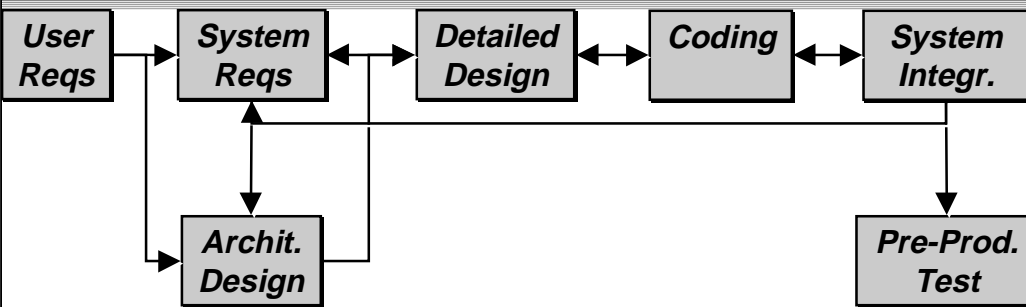 User
Reqs
System
Reqs
Detailed
Design
Coding
System
Integr.
Archit.
Design
Pre-Prod.
Test